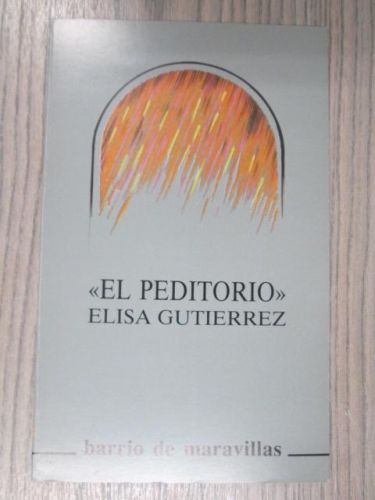 «EL PEDITORIO»
ELISA GUTIERREZ
barrio de maravillas